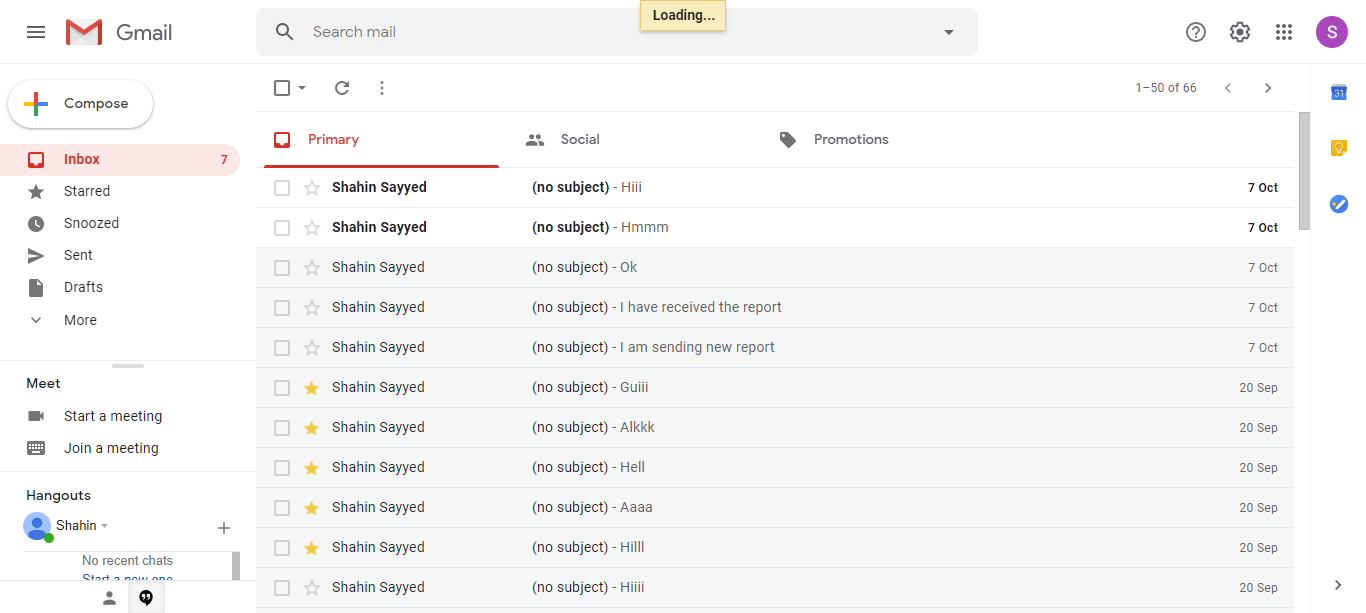 Loading...
Gmail
Search mail
S
Compose
1–50 of 66
31
Primary
Social
Promotions
Inbox 7
Starred
Snoozed
Sent
Drafts
More
Shahin Sayyed (no subject) - Hiii 7 Oct
Shahin Sayyed (no subject) - Hmmm 7 Oct
Shahin Sayyed (no subject) - Ok 7 Oct
Shahin Sayyed (no subject) - I have received the report 7 Oct
Shahin Sayyed (no subject) - I am sending new report 7 Oct
Shahin Sayyed (no subject) - Guiii 20 Sep
Shahin Sayyed (no subject) - Alkkk 20 Sep
Shahin Sayyed (no subject) - Hell 20 Sep
Shahin Sayyed (no subject) - Aaaa 20 Sep
Shahin Sayyed (no subject) - Hilll 20 Sep
Shahin Sayyed (no subject) - Hiiii 20 Sep
Meet
Start a meeting
Join a meeting
Hangouts
Shahin
No recent chats
Start a new one